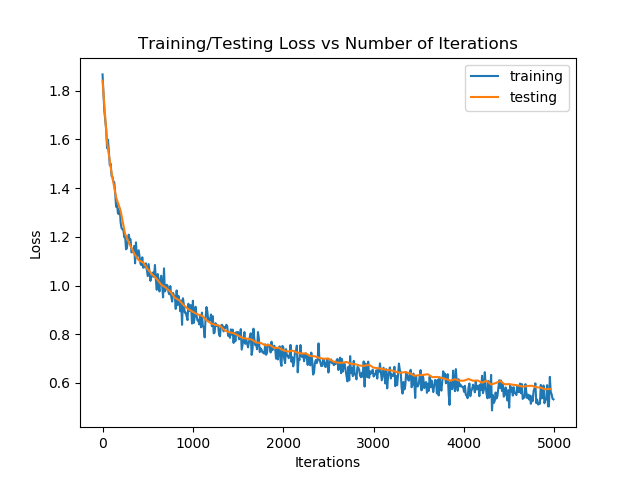 Training/Testing Loss vs Number of Iterations
training
testing
1.8
1.6
1.4
1.2
1.0
0.8
0.6
Loss
0 1000 2000 3000 4000 5000
Iterations